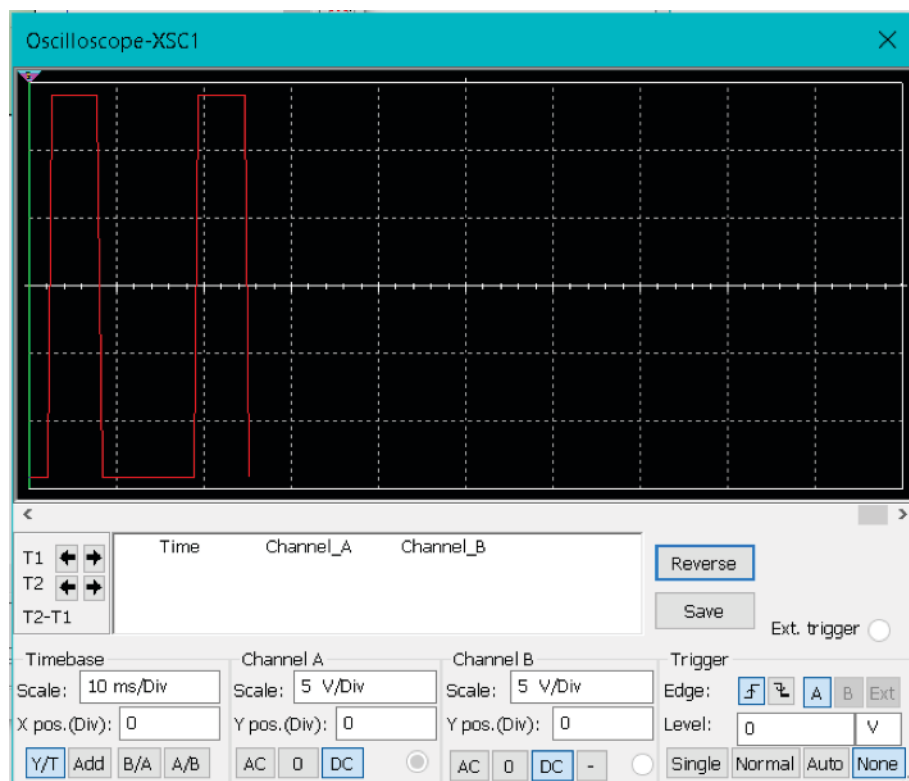 Oscilloscope-XSC1
Time Channel_A Channel_B
T1
T2
T2-T1
Reverse
Save
Ext. trigger
Timebase
Scale: 10 ms/Div
X pos.(Div): 0
Y/T Add B/A A/B
Channel A
Scale: 5 V/Div
Y pos.(Div): 0
AC 0 DC
Channel B
Scale: 5 V/Div
Y pos.(Div): 0
AC 0 DC -
Trigger
Edge: A B Ext
Level: 0 V
Single Normal Auto None